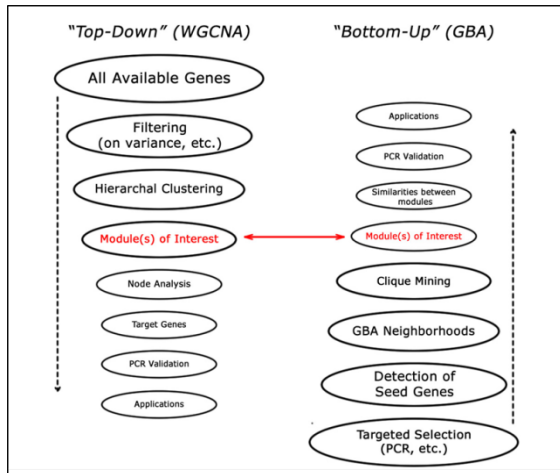 "Top-Down" (WGCNA)
All Available Genes
Filtering
(on variance, etc.)
Hierarchal Clustering
Module(s) of Interest
Node Analysis
Target Genes
PCR Validation
Applications
"Bottom-Up" (GBA)
Applications
PCR Validation
Similarities between
modules
Module(s) of Interest
Clique Mining
GBA Neighborhoods
Detection of
Seed Genes
Targeted Selection
(PCR, etc.)